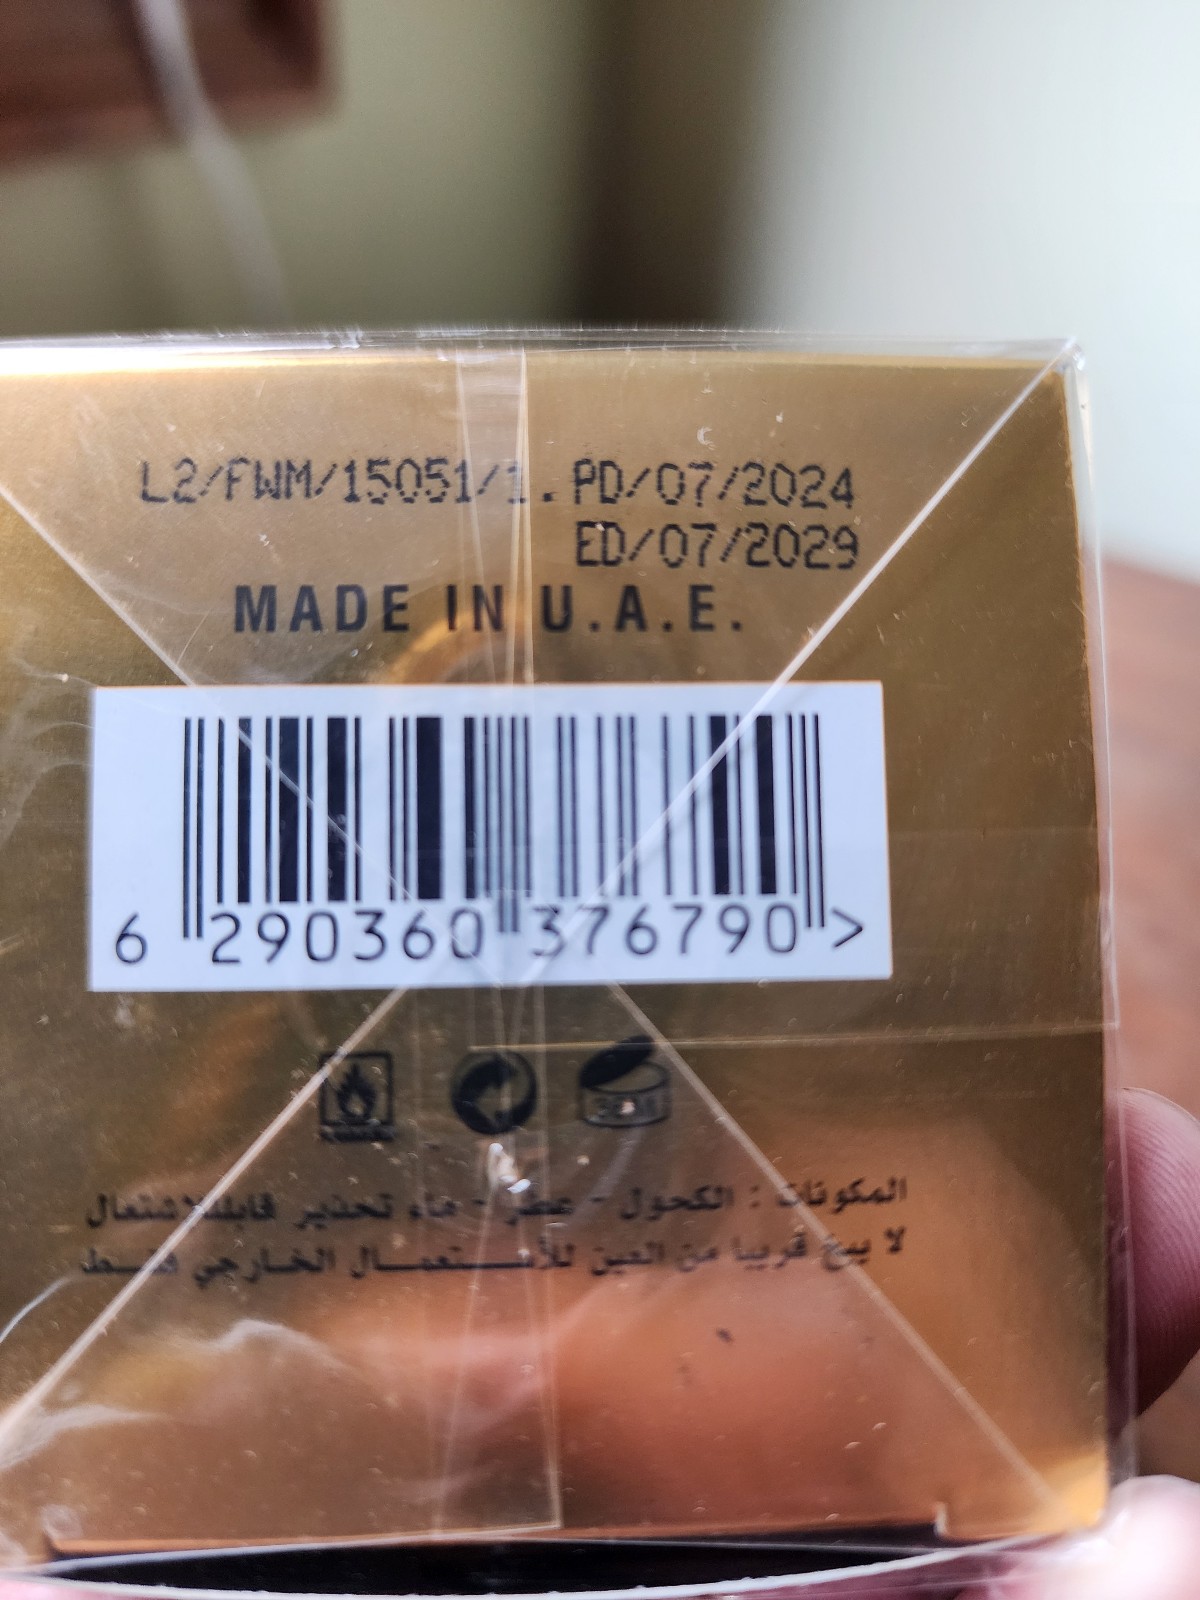 L2/FWM/15051/1. PD/07/2024
ED/07/2029
MADE IN U.A.E.
6 290360 376790 >
المكونات : الكحول - عطر - ماء تحذير قابل للاشتعال
لا يبخ قريبا من العين للأستعمال الخارجي فقط